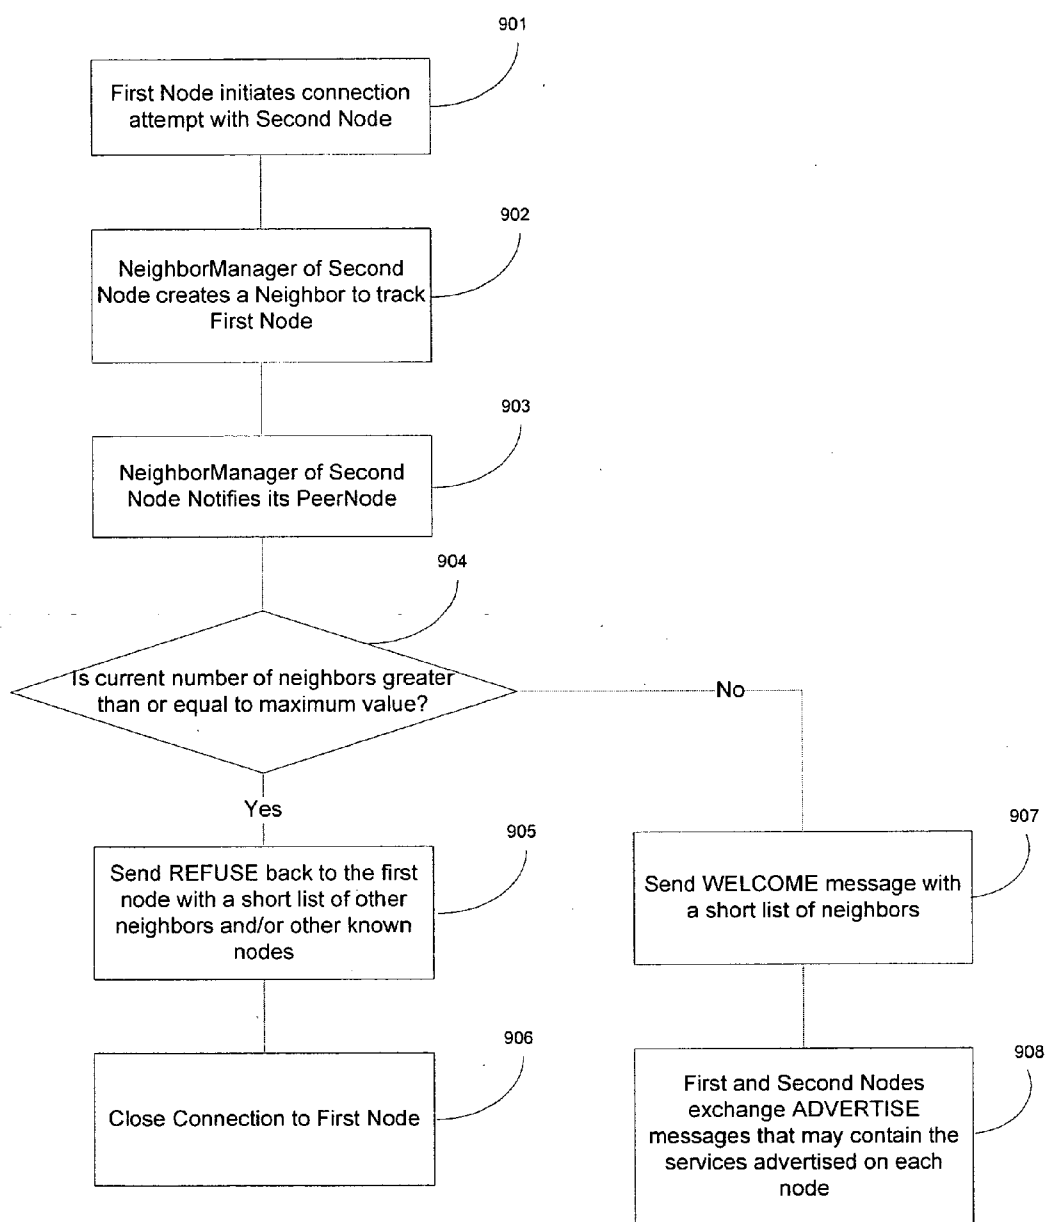 901
First Node initiates connection
attempt with Second Node
902
NeighborManager of Second
Node creates a Neighbor to track
First Node
903
NeighborManager of Second
Node Notifies its PeerNode
904
Is current number of neighbors greater
than or equal to maximum value?
No
Yes
905
Send REFUSE back to the first
node with a short list of other
neighbors and/or other known
nodes
907
Send WELCOME message with
a short list of neighbors
906
Close Connection to First Node
908
First and Second Nodes
exchange ADVERTISE
messages that may contain the
services advertised on each
node